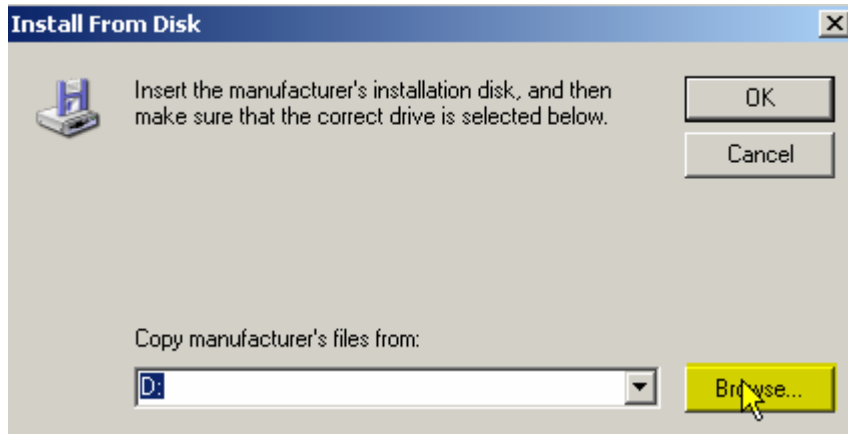 Install From Disk
Insert the manufacturer's installation disk, and then
make sure that the correct drive is selected below.
OK
Cancel
Copy manufacturer's files from:
D:
Browse...